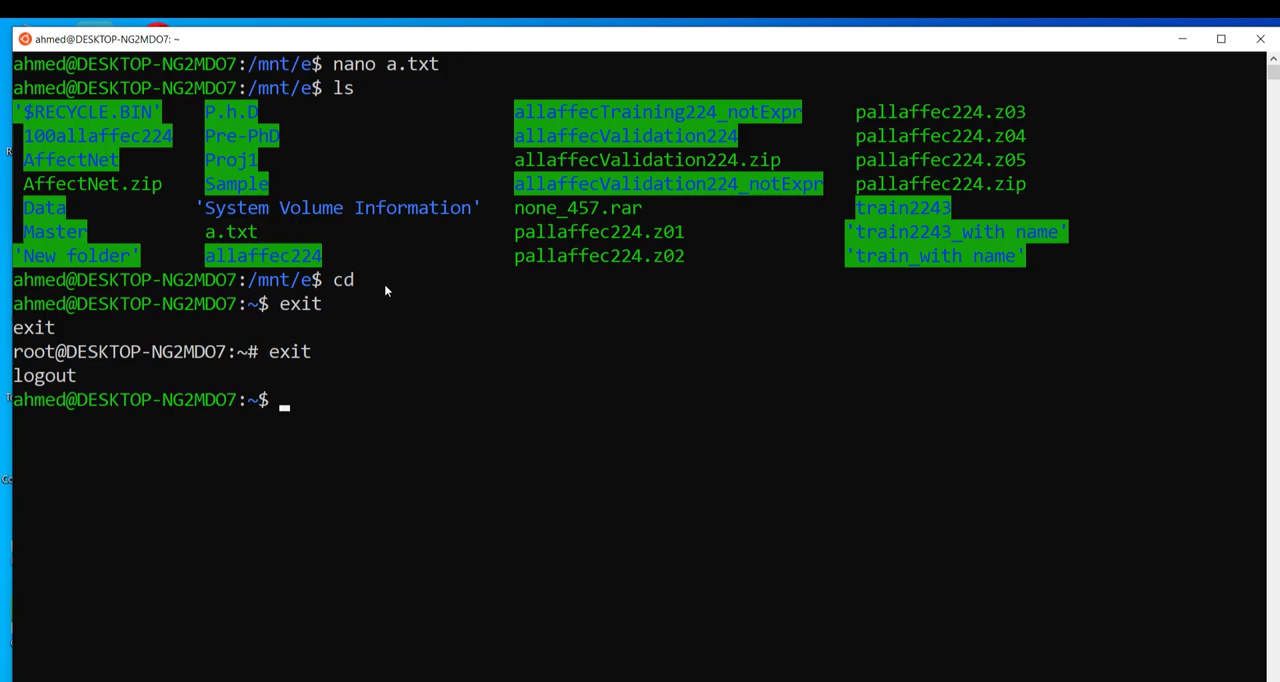 ahmed@DESKTOP-NG2MDO7: ~
ahmed@DESKTOP-NG2MDO7:/mnt/e$ nano a.txt
ahmed@DESKTOP-NG2MDO7:/mnt/e$ ls
'$RECYCLE.BIN' P.h.D allaffecTraining224_notExpr pallaffec224.z03
100allaffec224 Pre-PhD allaffecValidation224 pallaffec224.z04
AffectNet Proj1 allaffecValidation224.zip pallaffec224.z05
AffectNet.zip Sample allaffecValidation224_notExpr pallaffec224.zip
Data 'System Volume Information' none_457.rar train2243
Master a.txt pallaffec224.z01 'train2243_with name'
'New folder' allaffec224 pallaffec224.z02 'train_with name'
ahmed@DESKTOP-NG2MDO7:/mnt/e$ cd
ahmed@DESKTOP-NG2MDO7:~$ exit
exit
root@DESKTOP-NG2MDO7:~# exit
logout
ahmed@DESKTOP-NG2MDO7:~$